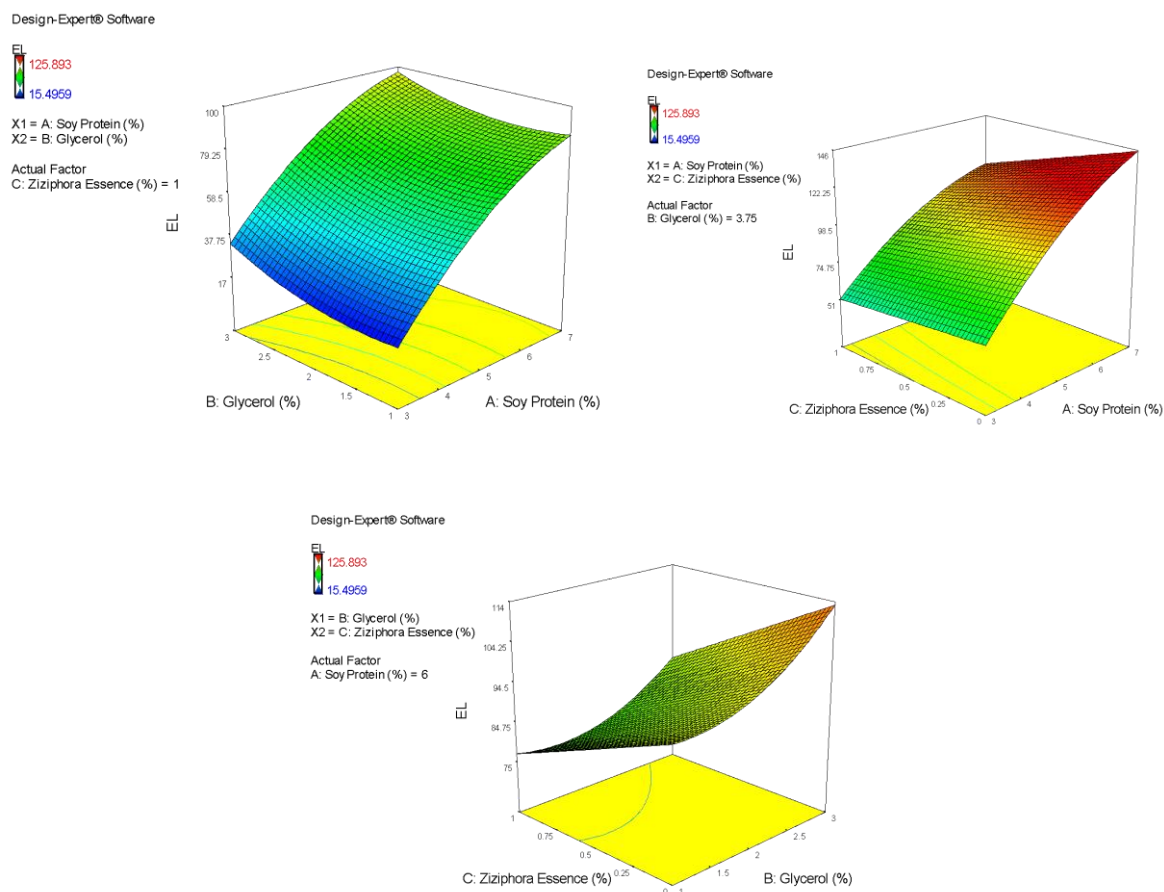 Design-Expert® Software
EL
125.893
15.4959
X1 = A: Soy Protein (%)
X2 = B: Glycerol (%)
Actual Factor
C: Ziziphora Essence (%) = 1
100
79.25
58.5
37.75
17
EL
3
2.5
2
1.5
1
3
4
5
6
7
B: Glycerol (%)
A: Soy Protein (%)
Design-Expert® Software
EL
125.893
15.4959
X1 = A: Soy Protein (%)
X2 = C: Ziziphora Essence (%)
Actual Factor
B: Glycerol (%) = 3.75
146
122.25
98.5
74.75
51
EL
1
0.75
0.5
0.25
0
3
4
5
6
7
C: Ziziphora Essence (%)
A: Soy Protein (%)
Design-Expert® Software
EL
125.893
15.4959
X1 = B: Glycerol (%)
X2 = C: Ziziphora Essence (%)
Actual Factor
A: Soy Protein (%) = 6
114
104.25
94.5
84.75
75
EL
1
0.75
0.5
0.25
0
1
1.5
2
2.5
3
C: Ziziphora Essence (%)
B: Glycerol (%)